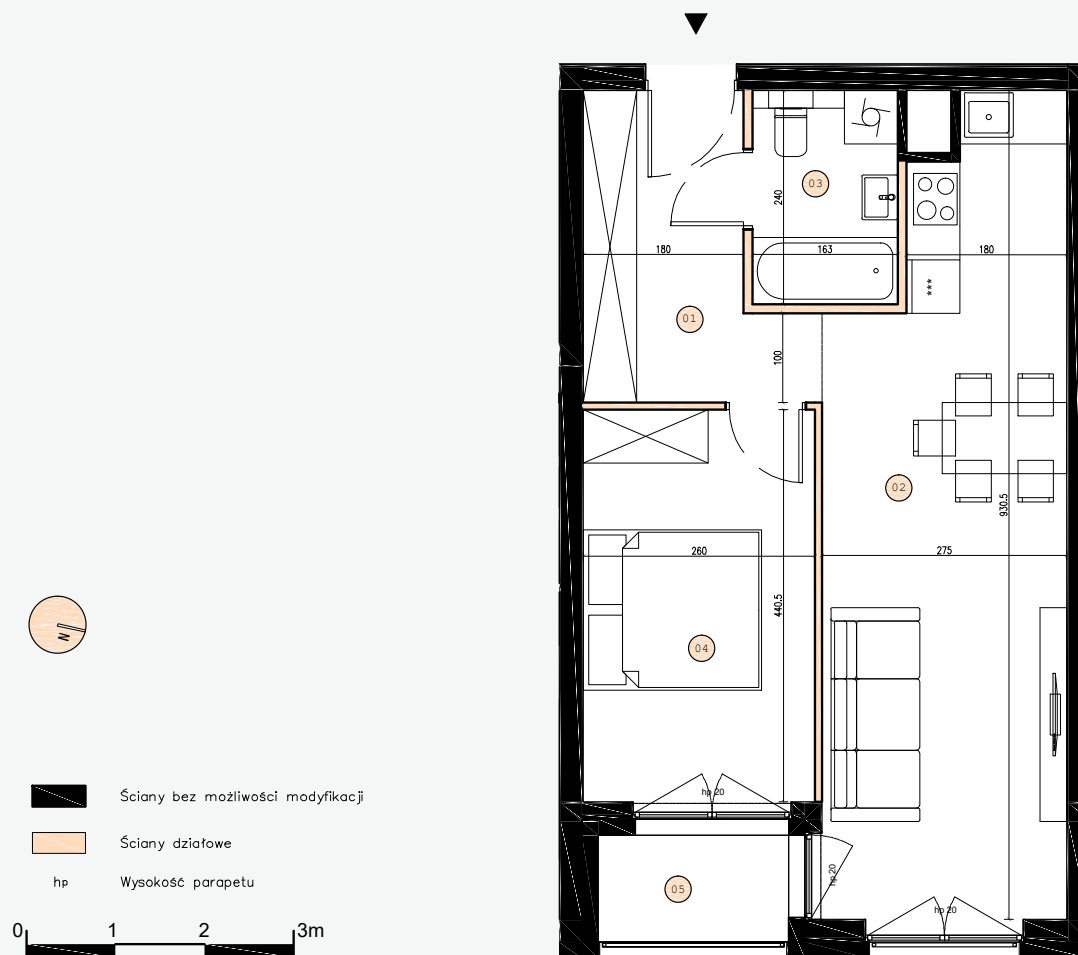 03
240
180
163
180
***
01
100
02
930.5
260
275
440.5
N
04
hp 20
Ściany bez możliwości modyfikacji
Ściany działowe
hp Wysokość parapetu
05
hp 20
hp 20
0 1 2 3m